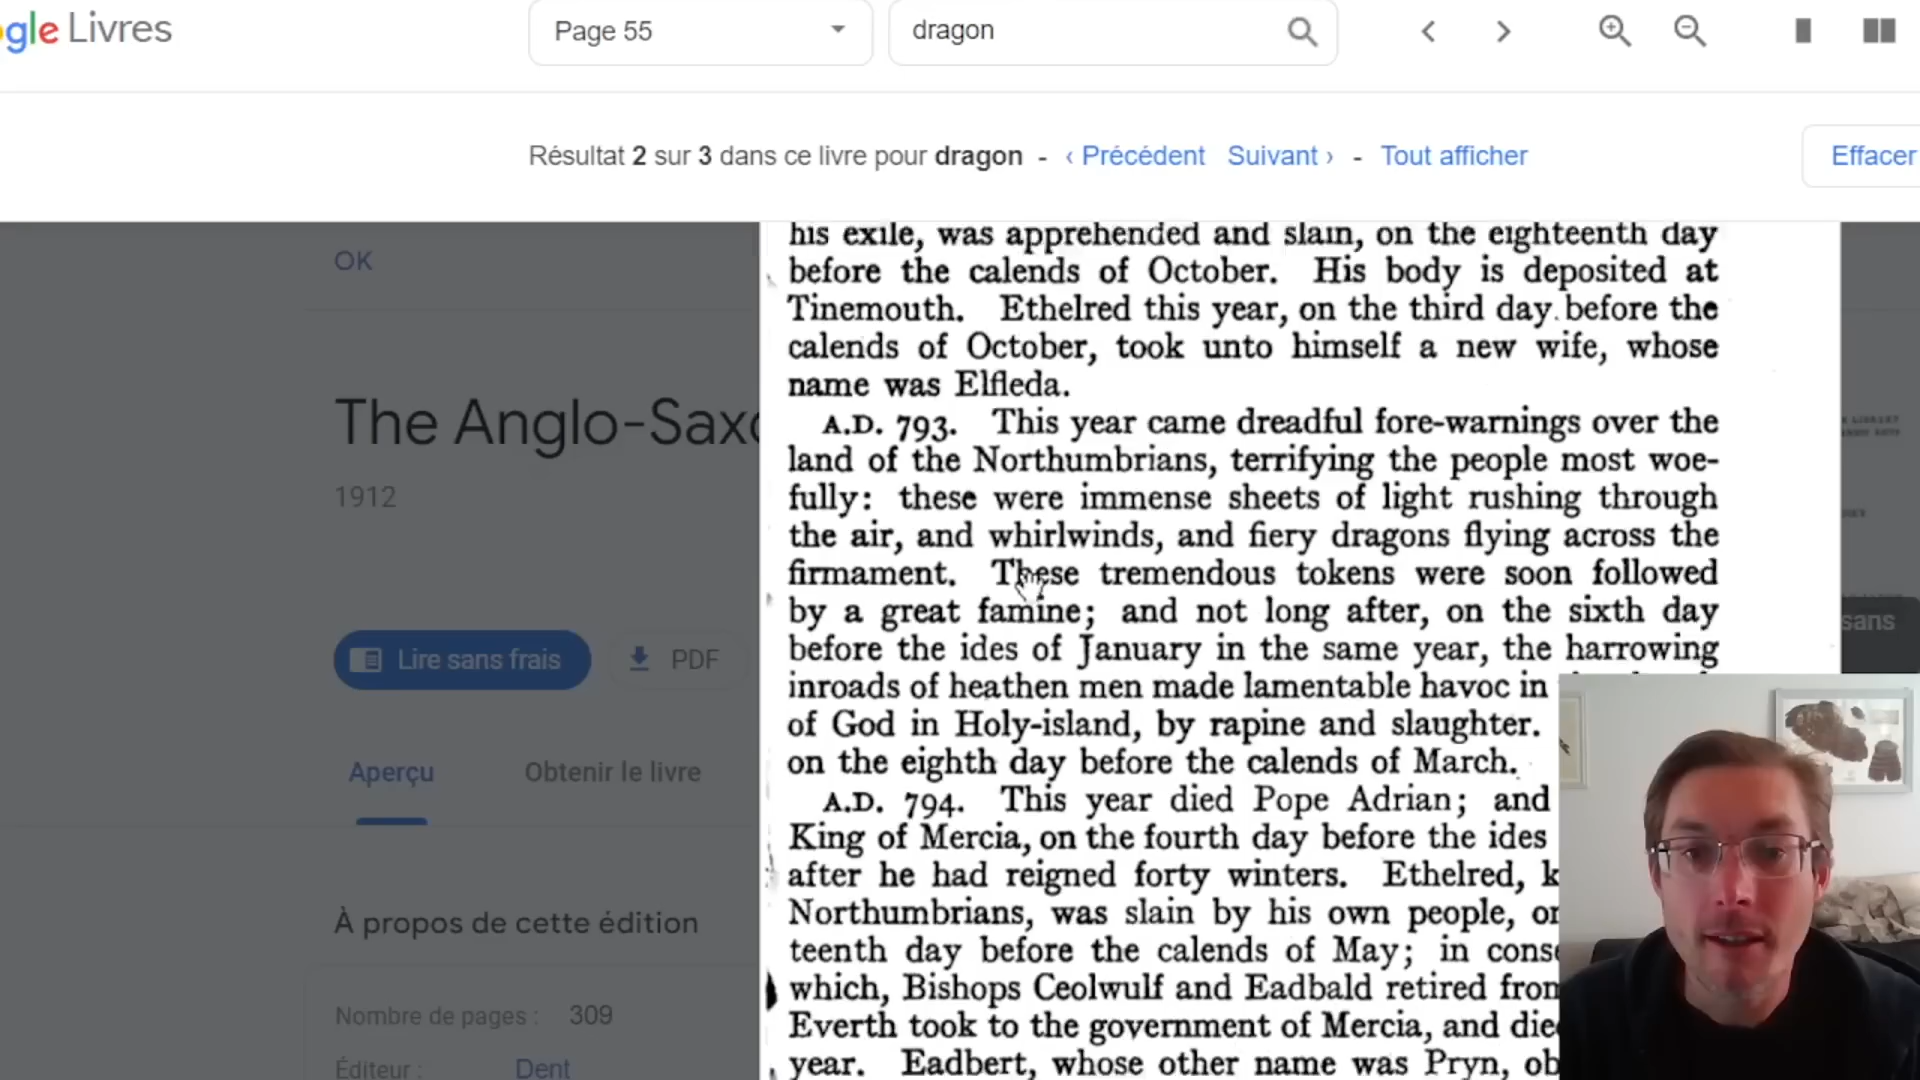 gle Livres
Page 55
dragon
Résultat 2 sur 3 dans ce livre pour dragon - ‹ Précédent Suivant › - Tout afficher
Effacer
OK
The Anglo-Sax
1912
Lire sans frais
PDF
Aperçu
Obtenir le livre
À propos de cette édition
Nombre de pages : 309
Éditeur : Dent
his exile, was apprehended and slain, on the eighteenth day
before the calends of October. His body is deposited at
Tinemouth. Ethelred this year, on the third day before the
calends of October, took unto himself a new wife, whose
name was Elfleda.
A.D. 793. This year came dreadful fore-warnings over the
land of the Northumbrians, terrifying the people most woe-
fully: these were immense sheets of light rushing through
the air, and whirlwinds, and fiery dragons flying across the
firmament. These tremendous tokens were soon followed
by a great famine; and not long after, on the sixth day
before the ides of January in the same year, the harrowing
inroads of heathen men made lamentable havoc in
of God in Holy-island, by rapine and slaughter.
on the eighth day before the calends of March.
A.D. 794. This year died Pope Adrian; and
King of Mercia, on the fourth day before the ides
after he had reigned forty winters. Ethelred, k
Northumbrians, was slain by his own people, or
teenth day before the calends of May; in cons
which, Bishops Ceolwulf and Eadbald retired from
Everth took to the government of Mercia, and die
year. Eadbert, whose other name was Pryn, ob
sans